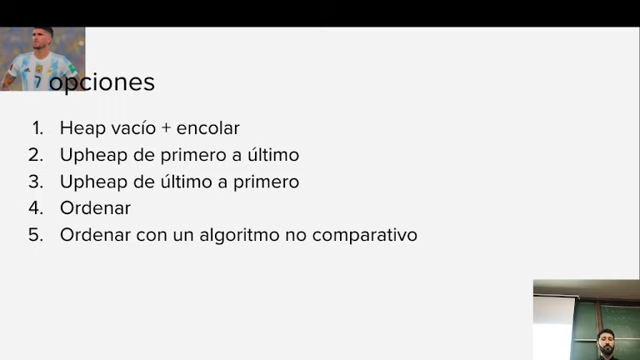 opciones
1. Heap vacío + encolar
2. Upheap de primero a último
3. Upheap de último a primero
4. Ordenar
5. Ordenar con un algoritmo no comparativo
7